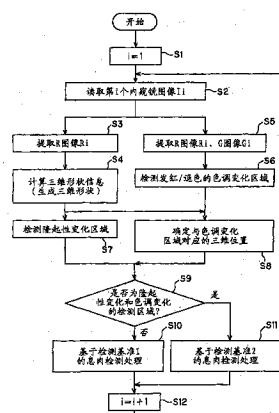 开始
i=1
S1
读取第i个内窥镜图像Ii
S2
S3
提取R图像Ri
S5
提取R图像Ri、G图像Gi
S4
计算三维形状信息
(生成三维形状)
S6
检测发红/退色的色调变化区域
检测隆起性变化区域
S7
确定与色调变化
区域对应的三维位置
S8
S9
是否为隆起
性变化和色调变化
的检测区域?
是
否
S10
基于检测基准1
的息肉检测处理
S11
基于检测基准2
的息肉检测处理
S12
i=i+1